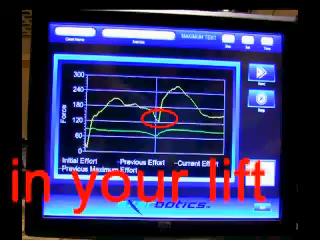 MAXIMUM TEST
300
240
180
120
60
0
Force
Initial Effort
Previous Effort
Current Effort
Previous Maximum Effort
in your lift
BOTICS